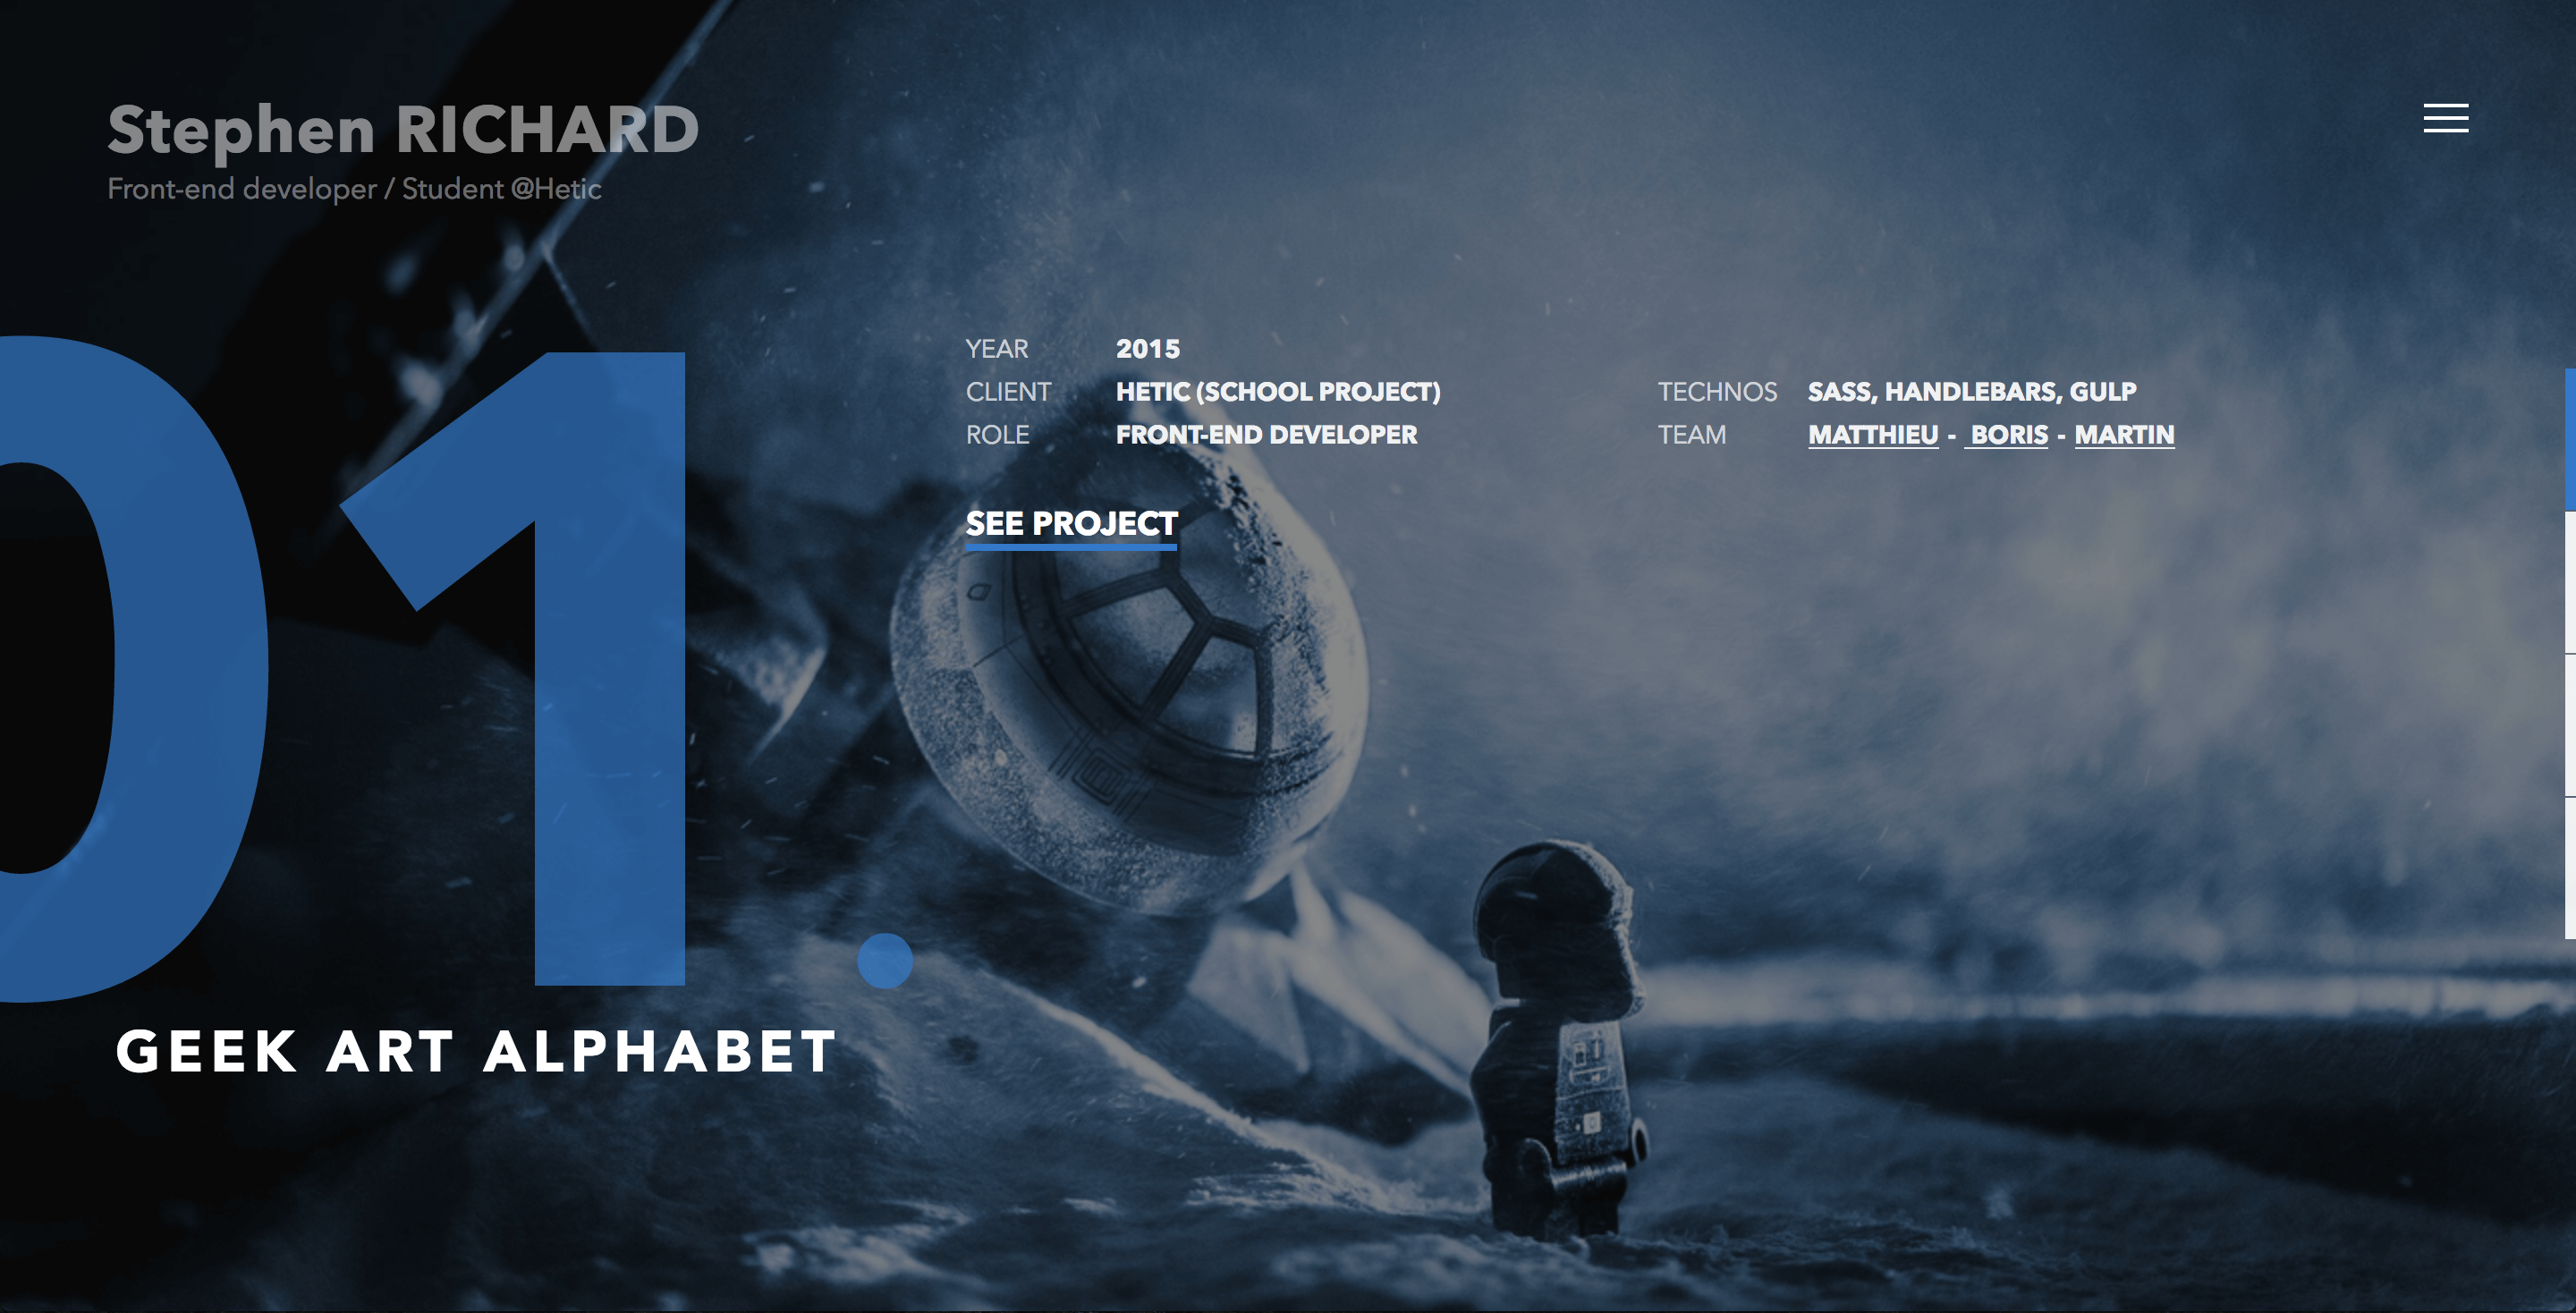 Stephen RICHARD
Front-end developer / Student @Hetic
01.
YEAR 2015
CLIENT HETIC (SCHOOL PROJECT)
ROLE FRONT-END DEVELOPER
TECHNOS SASS, HANDLEBARS, GULP
TEAM MATTHIEU - BORIS - MARTIN
SEE PROJECT
GEEK ART ALPHABET